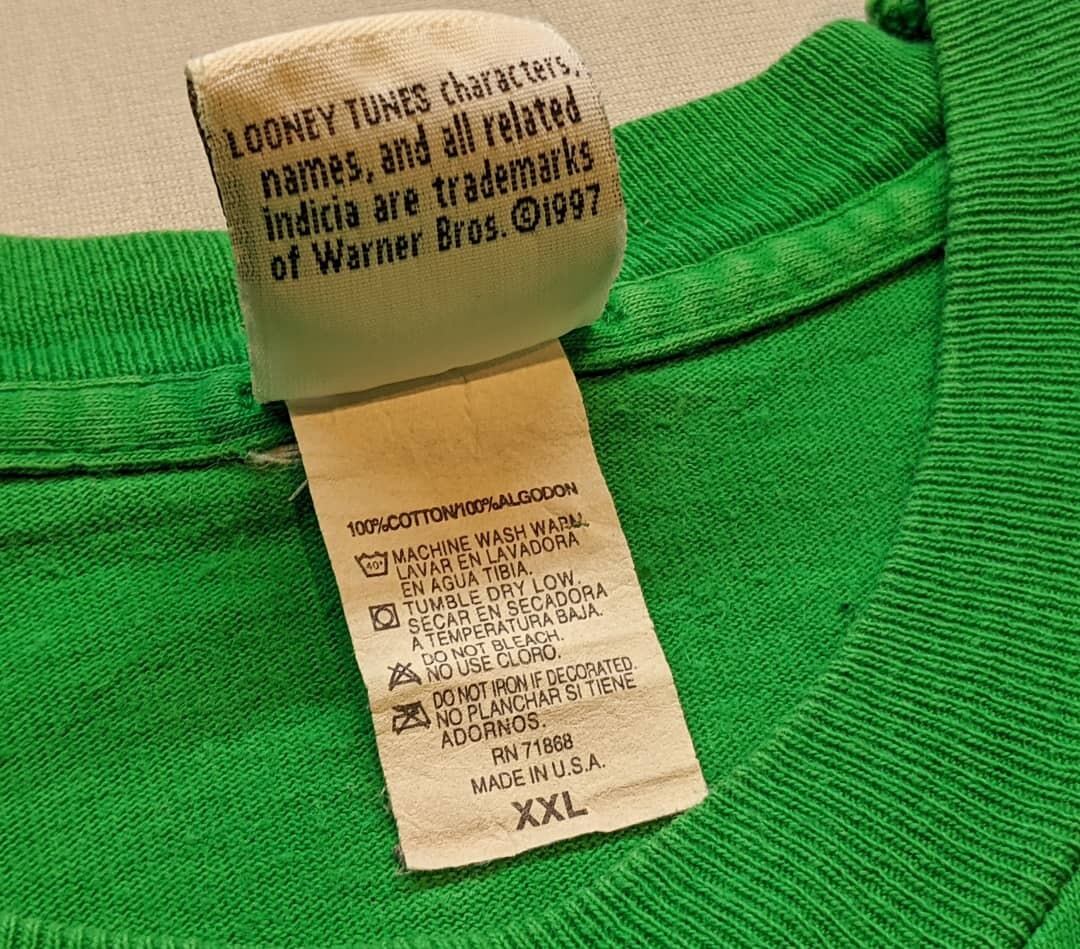 LOONEY TUNES characters,
names, and all related
indicia are trademarks
of Warner Bros. ©1997
100%COTTON/100%ALGODON
40°
MACHINE WASH WARM.
LAVAR EN LAVADORA
EN AGUA TIBIA.
TUMBLE DRY LOW.
SECAR EN SECADORA
A TEMPERATURA BAJA.
DO NOT BLEACH.
NO USE CLORO.
DO NOT IRON IF DECORATED.
NO PLANCHAR SI TIENE
ADORNOS.
RN 71868
MADE IN U.S.A.
XXL